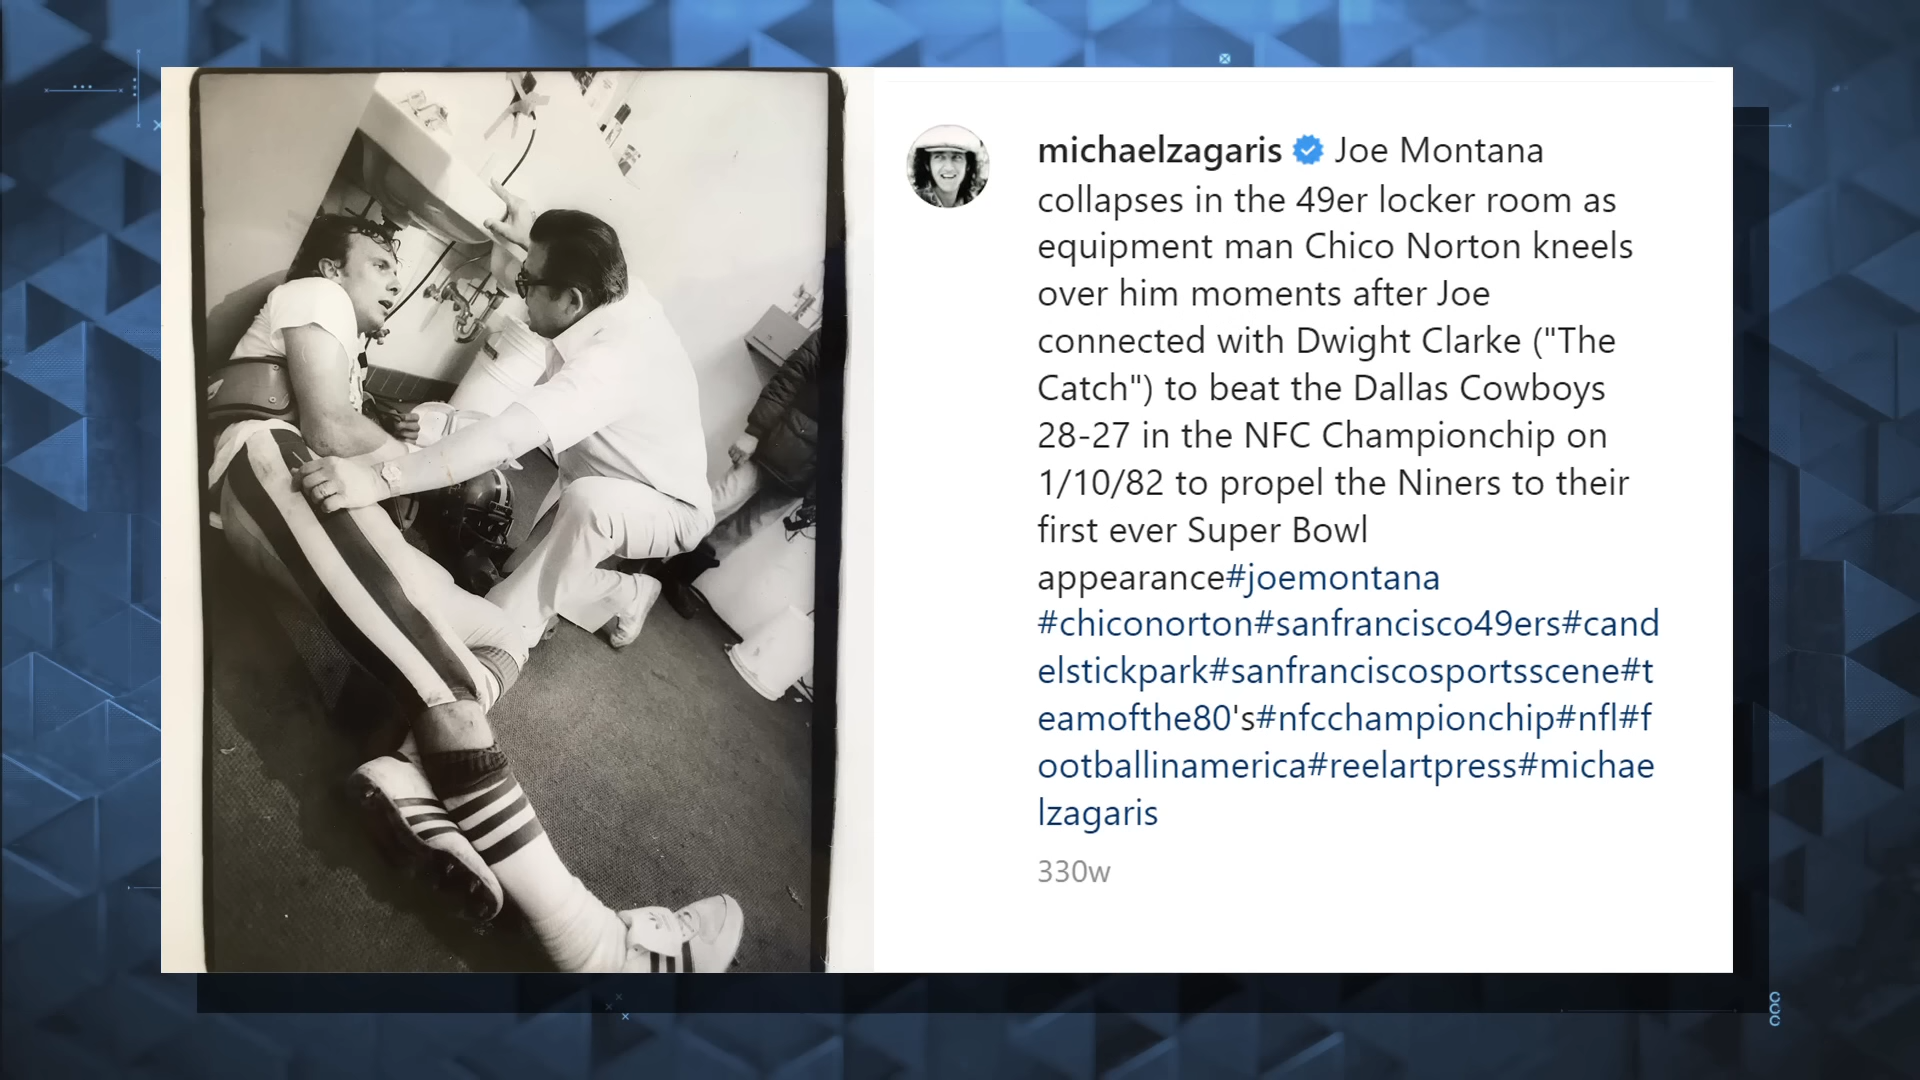 michaelzagaris Joe Montana
collapses in the 49er locker room as
equipment man Chico Norton kneels
over him moments after Joe
connected with Dwight Clarke ("The
Catch") to beat the Dallas Cowboys
28-27 in the NFC Championchip on
1/10/82 to propel the Niners to their
first ever Super Bowl
appearance#joemontana
#chiconorton#sanfrancisco49ers#cand
elstickpark#sanfranciscosportsscene#t
eamofthe80's#nfcchampionchip#nfl#f
ootballinamerica#reelartpress#michae
lzagaris
330w